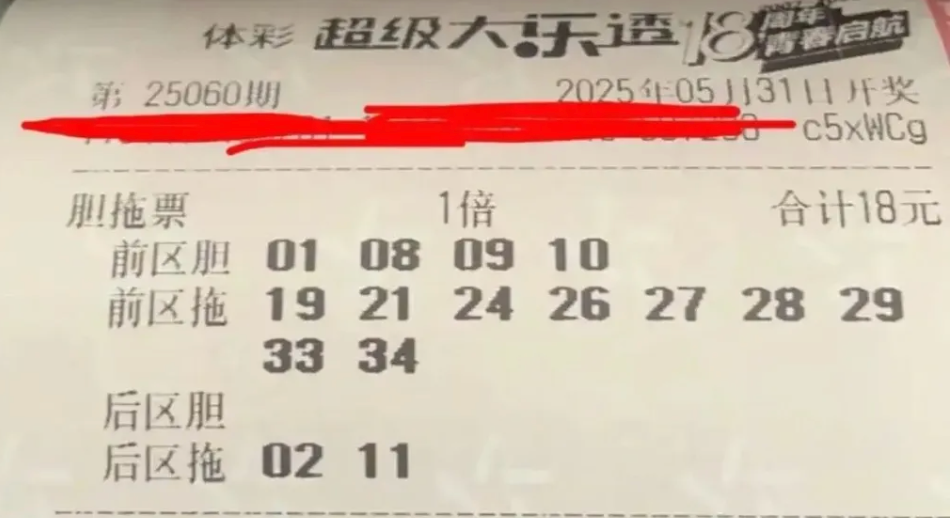 体彩 超级大乐透 18 周年 青春启航
第 25060期 2025年05月31日开奖
c5xWCg
胆拖票 1倍 合计18元
前区胆 01 08 09 10
前区拖 19 21 24 26 27 28 29
33 34
后区胆
后区拖 02 11